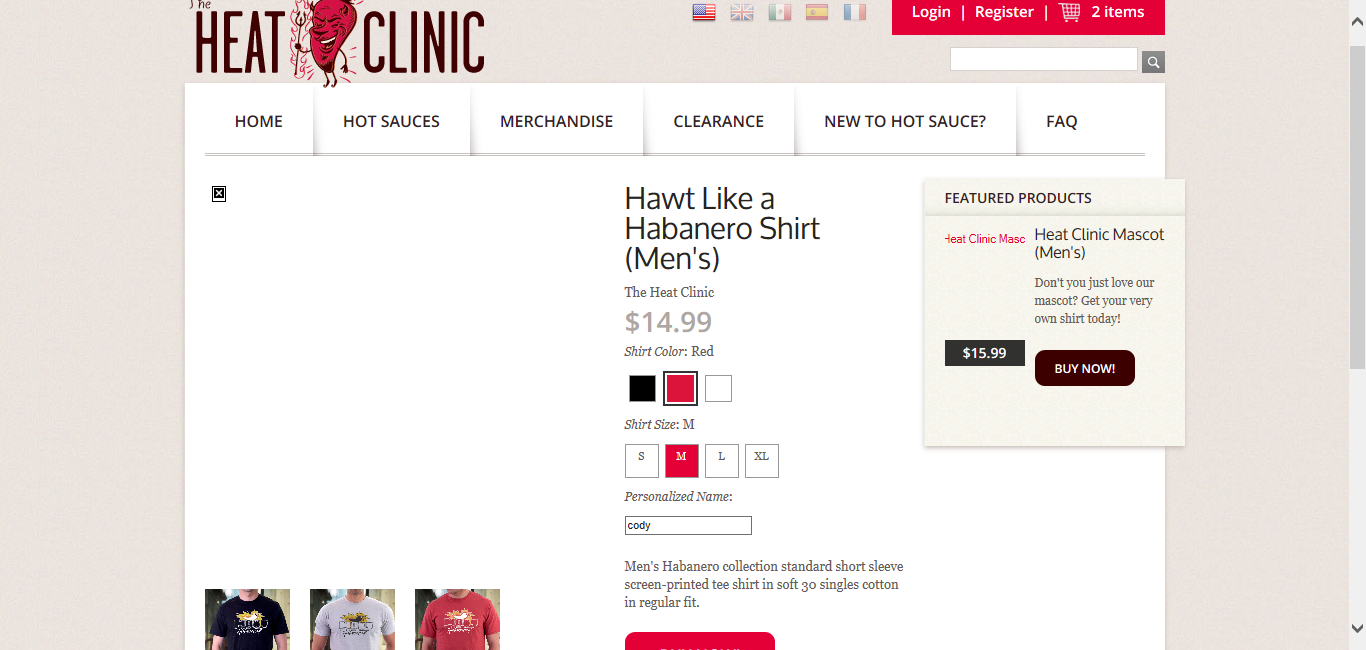 The
HEAT CLINIC
Login | Register | 2 items
HOME HOT SAUCES MERCHANDISE CLEARANCE NEW TO HOT SAUCE? FAQ
Hawt Like a
Habanero Shirt
(Men's)
The Heat Clinic
$14.99
Shirt Color: Red
Shirt Size: M
S M L XL
Personalized Name:
cody
Men's Habanero collection standard short sleeve
screen-printed tee shirt in soft 30 singles cotton
in regular fit.
FEATURED PRODUCTS
Heat Clinic Masc
Heat Clinic Mascot
(Men's)
Don't you just love our
mascot? Get your very
own shirt today!
$15.99
BUY NOW!